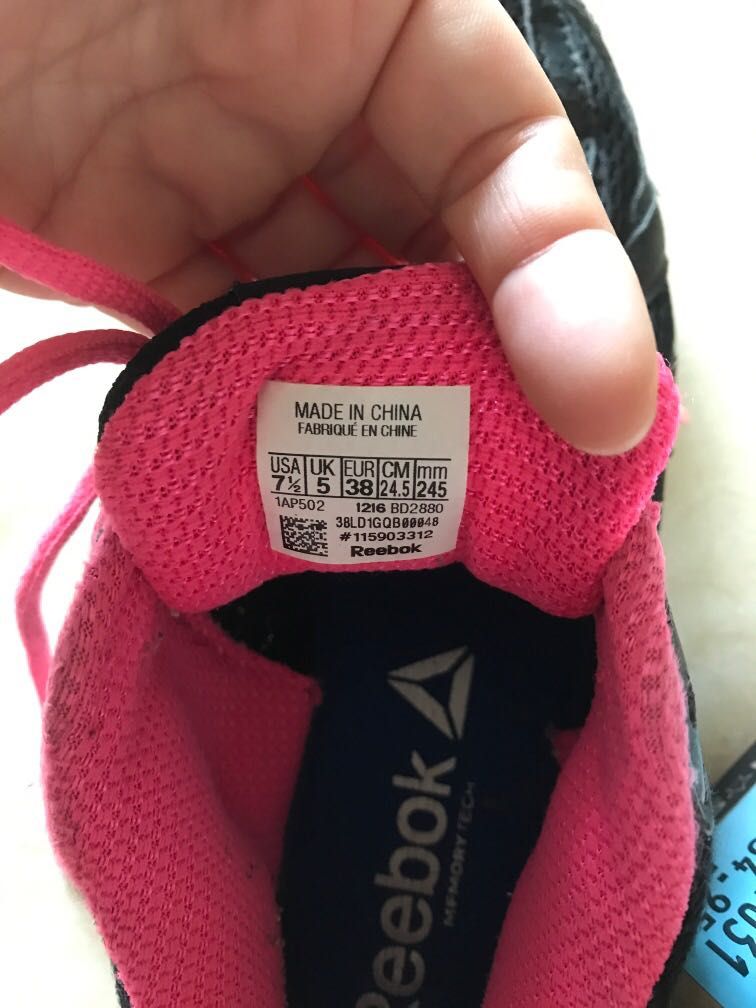 MADE IN CHINA
FABRIQUÉ EN CHINE
USA UK EUR CM mm
7½ 5 38 24.5 245
1AP502 1216 BD2880
38LD1GQB00048
#115903312
Reebok
Reebok
MEMORY TECH